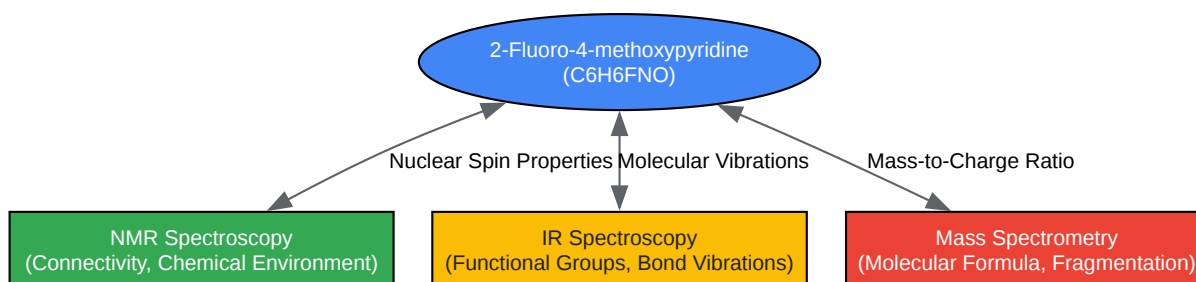 2-Fluoro-4-methoxypyridine
(C6H6FNO)
Nuclear Spin Properties
Molecular Vibrations
Mass-to-Charge Ratio
NMR Spectroscopy
(Connectivity, Chemical Environment)
IR Spectroscopy
(Functional Groups, Bond Vibrations)
Mass Spectrometry
(Molecular Formula, Fragmentation)